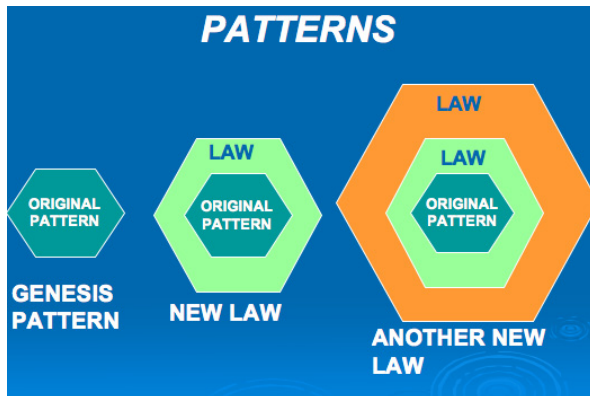 PATTERNS
ORIGINAL
PATTERN
GENESIS
PATTERN
LAW
ORIGINAL
PATTERN
NEW LAW
LAW
LAW
ORIGINAL
PATTERN
ANOTHER NEW
LAW